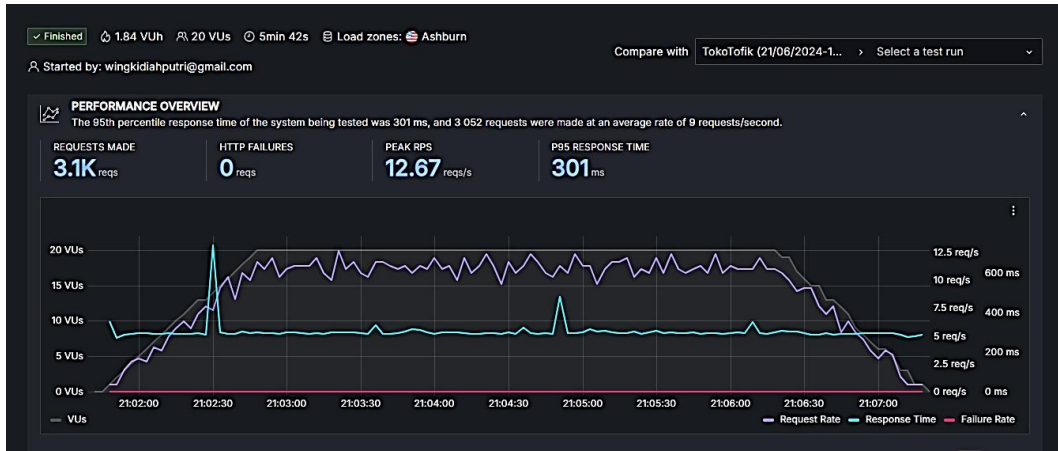 Finished 1.84 VUh 20 VUs 5min 42s Load zones: Ashburn
Compare with TokoTofik (21/06/2024-1... › Select a test run
Started by: wingkidiahputri@gmail.com
PERFORMANCE OVERVIEW
The 95th percentile response time of the system being tested was 301 ms, and 3 052 requests were made at an average rate of 9 requests/second.
REQUESTS MADE HTTP FAILURES PEAK RPS P95 RESPONSE TIME
3.1K reqs 0 reqs 12.67 reqs/s 301 ms
20 VUs 12.5 req/s
600 ms
15 VUs 10 req/s
7.5 req/s 400 ms
10 VUs 5 req/s
200 ms
5 VUs 2.5 req/s
0 VUs 0 req/s 0 ms
21:02:00 21:02:30 21:03:00 21:03:30 21:04:00 21:04:30 21:05:00 21:05:30 21:06:00 21:06:30 21:07:00
VUs Request Rate Response Time Failure Rate